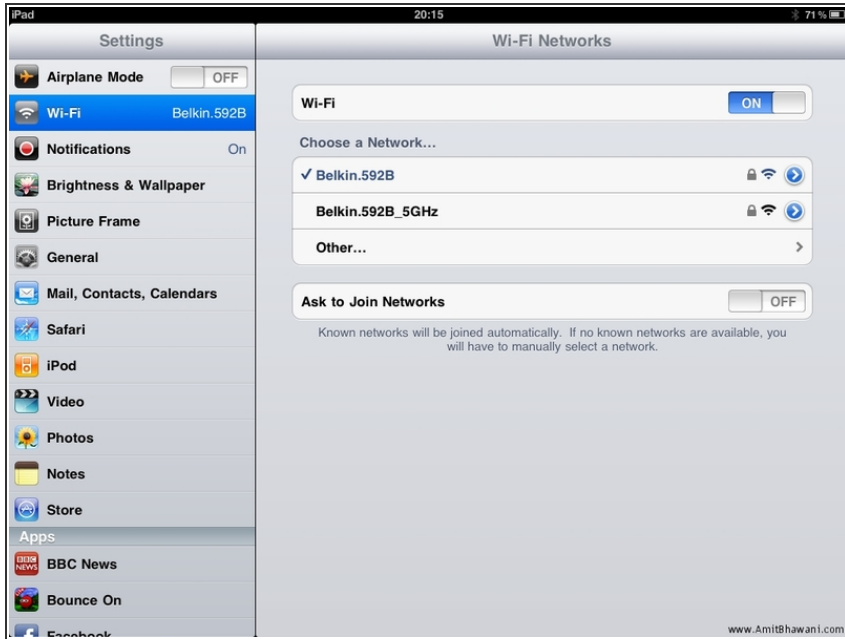 iPad 20:15 71%
Settings
Wi-Fi Networks
Airplane Mode OFF
Wi-Fi Belkin.592B
Notifications On
Brightness & Wallpaper
Picture Frame
General
Mail, Contacts, Calendars
Safari
iPod
Video
Photos
Notes
Store
Apps
BBC NEWS BBC News
Bounce On
Facebook
Wi-Fi ON
Choose a Network...
Belkin.592B
Belkin.592B_5GHz
Other...
Ask to Join Networks OFF
Known networks will be joined automatically. If no known networks are available, you
will have to manually select a network.
www.AmitBhawani.com